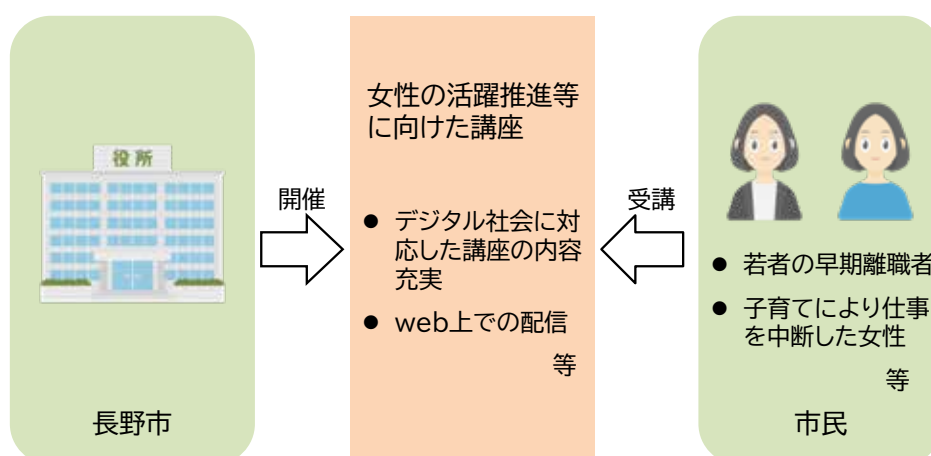 役所
長野市
開催
女性の活躍推進等
に向けた講座
● デジタル社会に対
応した講座の内容
充実
● web上での配信
等
受講
● 若者の早期離職者
● 子育てにより仕事
を中断した女性
等
市民